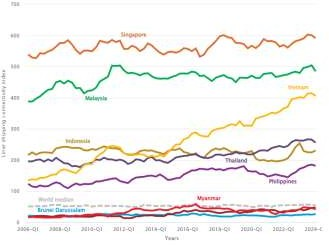 700
600
500
400
300
200
100
0
Liner shipping connectivity index
Singapore
Malaysia
Vietnam
Indonesia
Thailand
Philippines
World median
Myanmar
Brunei Darussalam
2006-Q1 2008-Q1 2010-Q1 2012-Q1 2014-Q1 2016-Q1 2018-Q1 2020-Q1 2022-Q1
Years